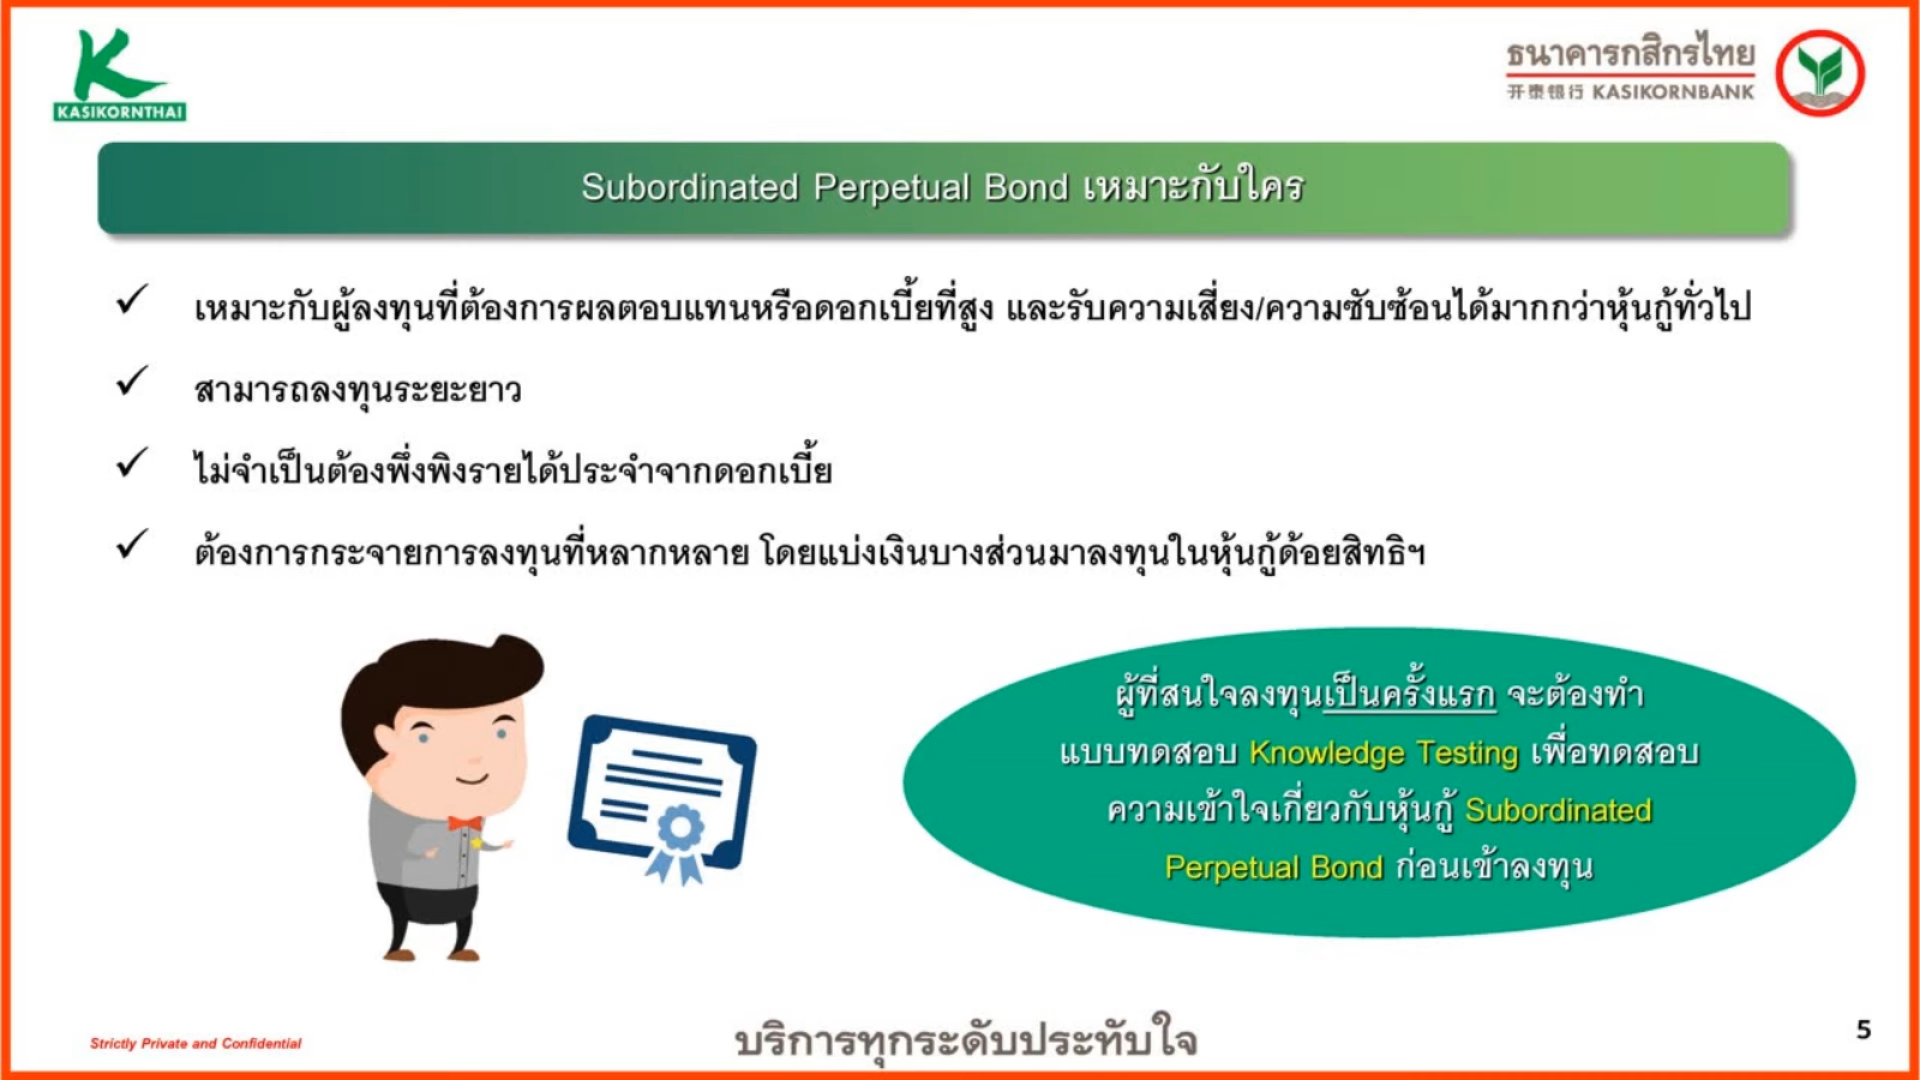 KASIKORNTHAI
ธนาคารกสิกรไทย
开泰银行 KASIKORNBANK
Subordinated Perpetual Bond เหมาะกับใคร
เหมาะกับผู้ลงทุนที่ต้องการผลตอบแทนหรือดอกเบี้ยที่สูง และรับความเสี่ยง/ความซับซ้อนได้มากกว่าหุ้นกู้ทั่วไป
สามารถลงทุนระยะยาว
ไม่จำเป็นต้องพึ่งพิงรายได้ประจำจากดอกเบี้ย
ต้องการกระจายการลงทุนที่หลากหลาย โดยแบ่งเงินบางส่วนมาลงทุนในหุ้นกู้ด้อยสิทธิฯ
ผู้ที่สนใจลงทุนเป็นครั้งแรก จะต้องทำ
แบบทดสอบ Knowledge Testing เพื่อทดสอบ
ความเข้าใจเกี่ยวกับหุ้นกู้ Subordinated
Perpetual Bond ก่อนเข้าลงทุน
Strictly Private and Confidential
บริการทุกระดับประทับใจ
5